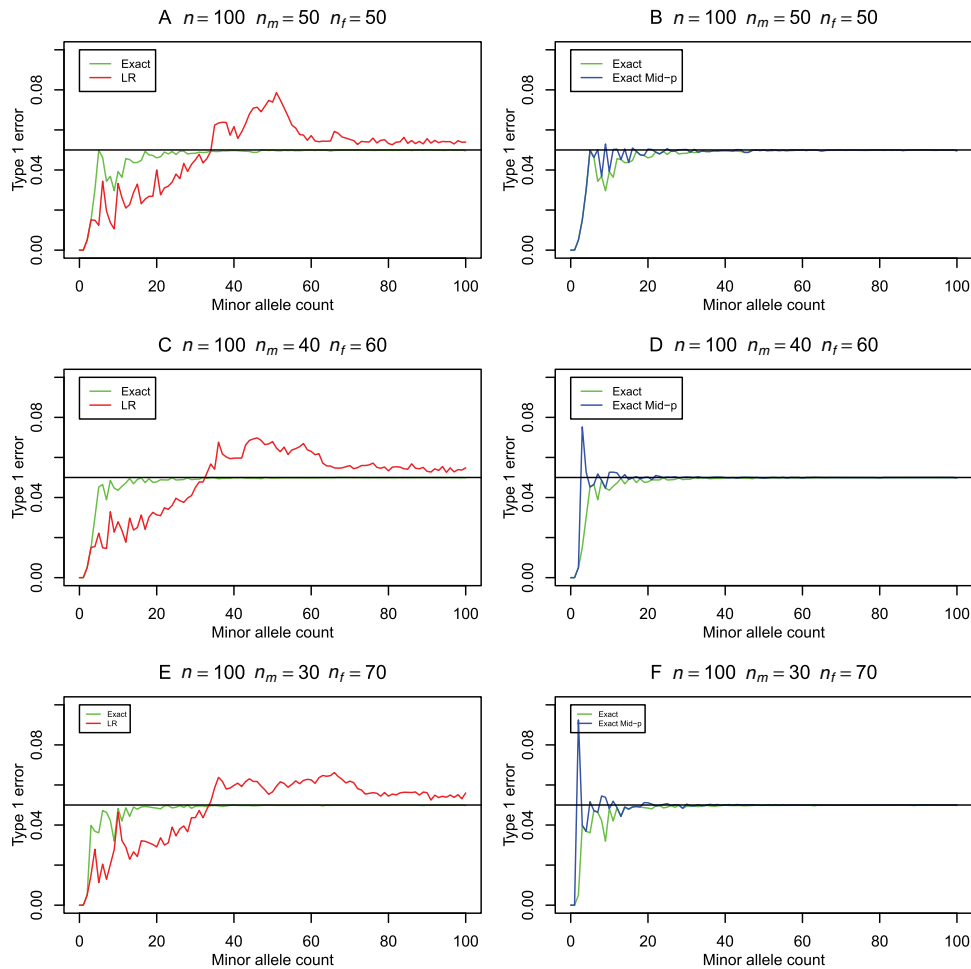 A n = 100 n_m = 50 n_f = 50
Exact
LR
Type 1 error
0.00 0.04 0.08
0 20 40 60 80 100
Minor allele count
B n = 100 n_m = 50 n_f = 50
Exact
Exact Mid−p
Type 1 error
0.00 0.04 0.08
0 20 40 60 80 100
Minor allele count
C n = 100 n_m = 40 n_f = 60
Exact
LR
Type 1 error
0.00 0.04 0.08
0 20 40 60 80 100
Minor allele count
D n = 100 n_m = 40 n_f = 60
Exact
Exact Mid−p
Type 1 error
0.00 0.04 0.08
0 20 40 60 80 100
Minor allele count
E n = 100 n_m = 30 n_f = 70
Exact
LR
Type 1 error
0.00 0.04 0.08
0 20 40 60 80 100
Minor allele count
F n = 100 n_m = 30 n_f = 70
Exact
Exact Mid−p
Type 1 error
0.00 0.04 0.08
0 20 40 60 80 100
Minor allele count